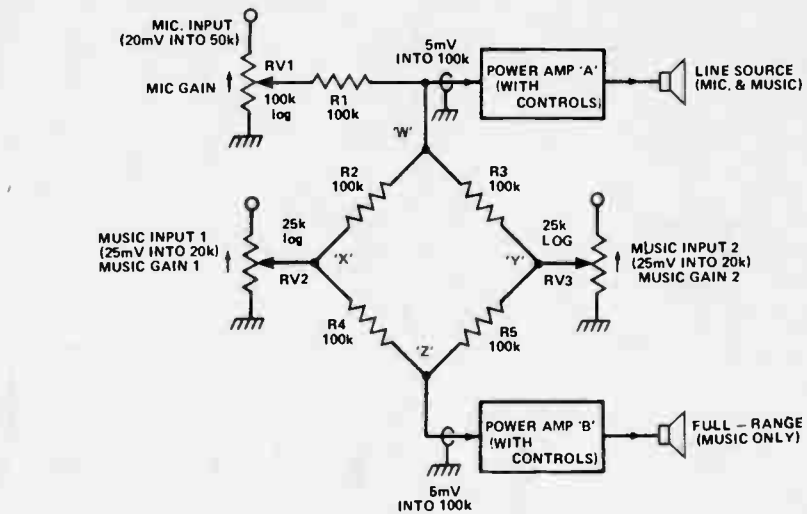 MIC. INPUT
(20mV INTO 50k)
RV1
MIC GAIN
100k
log
R1
100k
5mV
INTO 100k
POWER AMP 'A'
(WITH
CONTROLS)
LINE SOURCE
(MIC. & MUSIC)
'W'
R2
100k
R3
100k
MUSIC INPUT 1
(25mV INTO 20k)
MUSIC GAIN 1
25k
log
RV2
'X'
'Y'
25k
LOG
RV3
MUSIC INPUT 2
(25mV INTO 20k)
MUSIC GAIN 2
R4
100k
R5
100k
'Z'
5mV
INTO 100k
POWER AMP 'B'
(WITH
CONTROLS)
FULL – RANGE
(MUSIC ONLY)